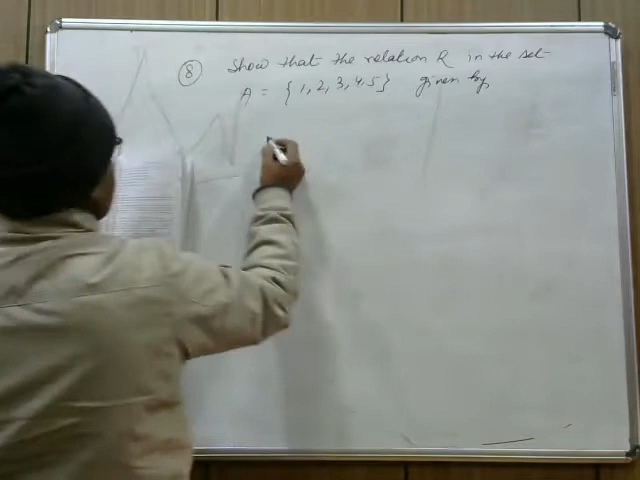 ⑧ Show that the relation R in the set
A = {1, 2, 3, 4, 5} given by